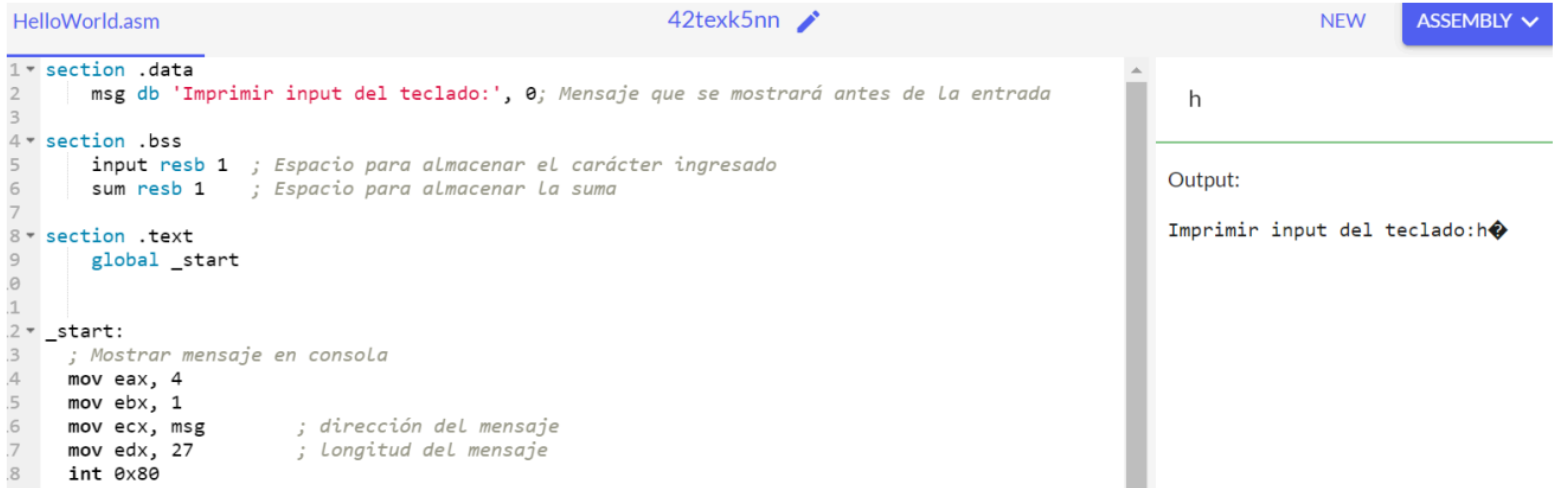 HelloWorld.asm 42texk5nn NEW ASSEMBLY
1 section .data
2 msg db 'Imprimir input del teclado:', 0; Mensaje que se mostrará antes de la entrada
3
4 section .bss
5 input resb 1 ; Espacio para almacenar el carácter ingresado
6 sum resb 1 ; Espacio para almacenar la suma
7
8 section .text
9 global _start
.0
.1
.2 _start:
.3 ; Mostrar mensaje en consola
.4 mov eax, 4
.5 mov ebx, 1
.6 mov ecx, msg ; dirección del mensaje
.7 mov edx, 27 ; longitud del mensaje
.8 int 0x80
h
Output:
Imprimir input del teclado:h�